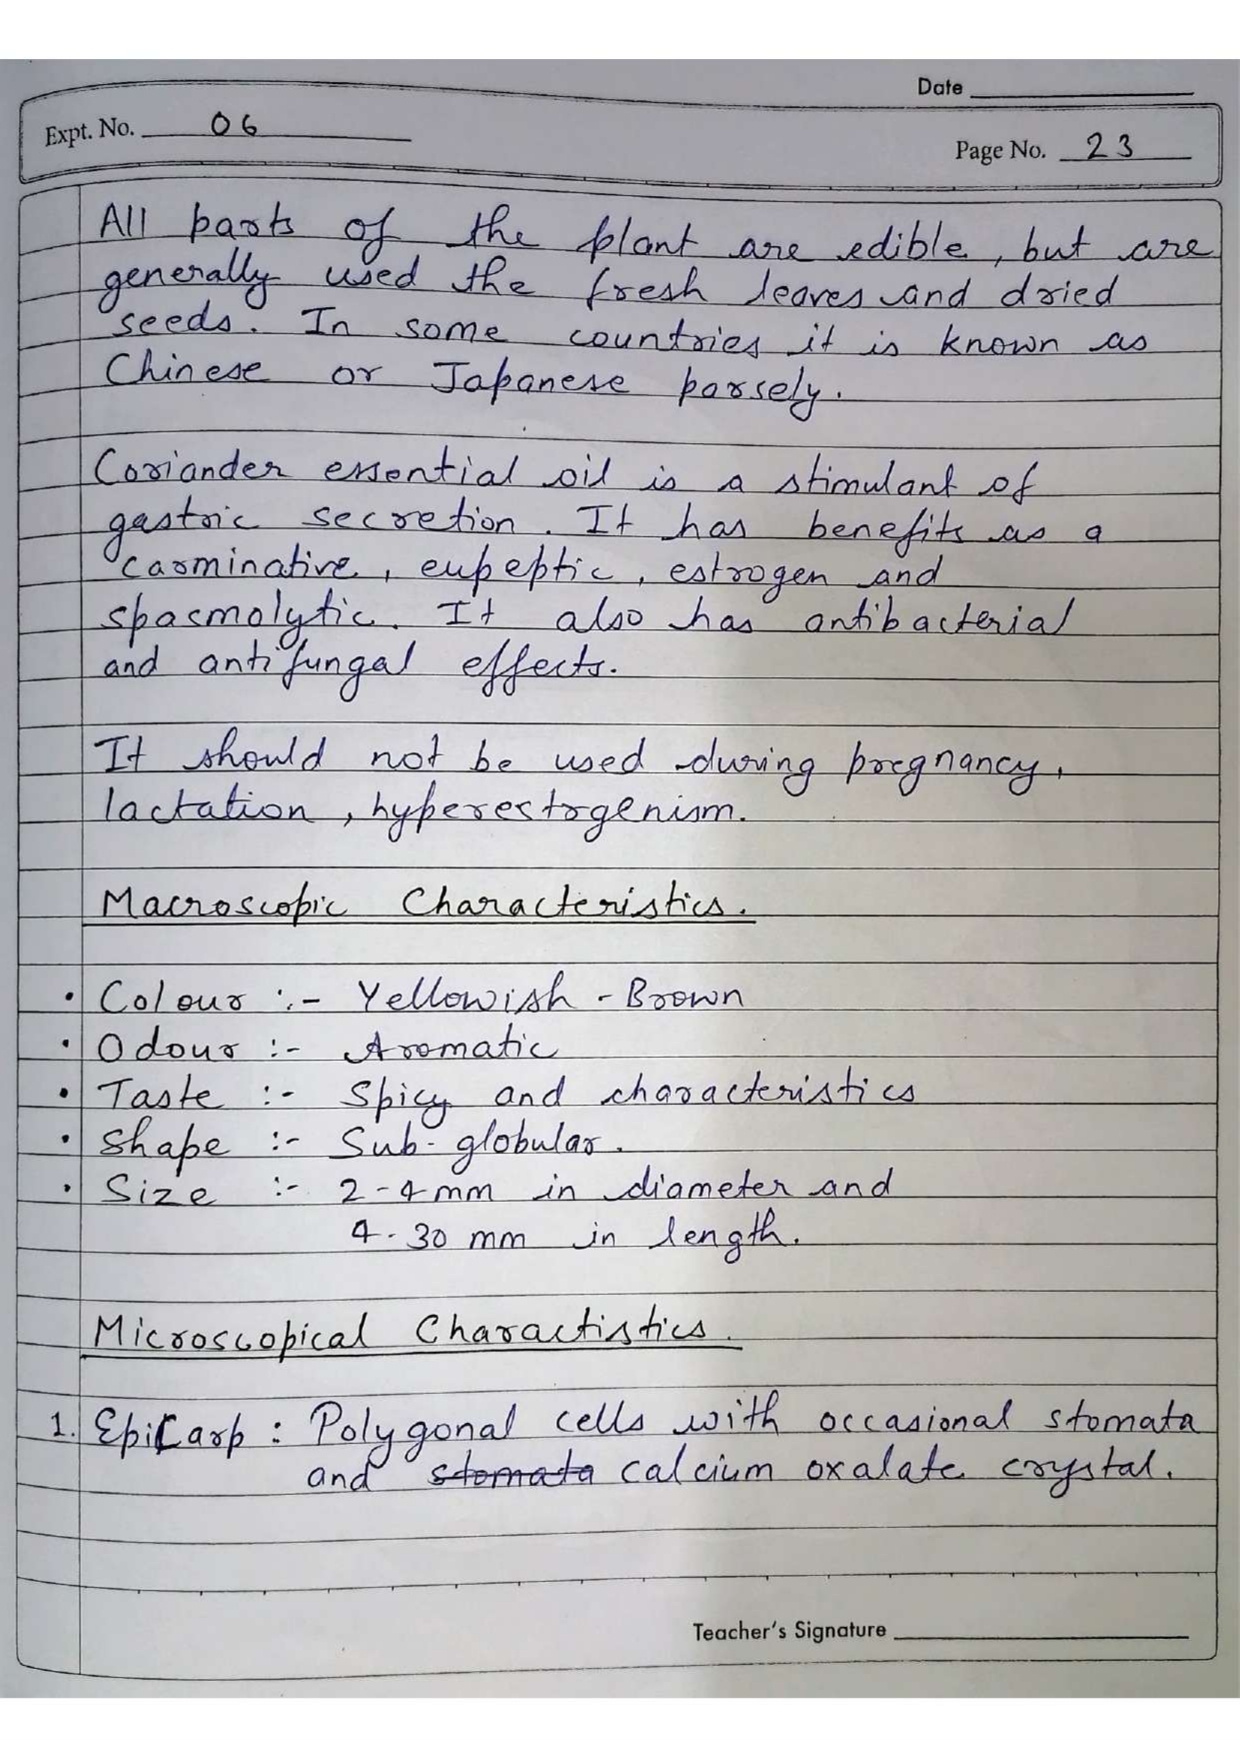 Date
Expt. No. 06
Page No. 23
All parts of the plant are edible, but are
generally used the fresh leaves and dried
seeds. In some countries it is known as
Chinese or Japanese parsely.
Coriander essential oil is a stimulant of
gastric secretion. It has benefits as a
carminative, eupeptic, estrogen and
spasmolytic. It also has antibacterial
and antifungal effects.
It should not be used during pregnancy,
lactation, hyperestrogenism.
Macroscopic Characteristics.
• Colour :- Yellowish - Brown
• Odour :- Aromatic
• Taste :- Spicy and characteristics
• Shape :- Sub-globular.
• Size :- 2-4 mm in diameter and
4-30 mm in length.
Microscopical Charactistics.
1. Epicarp : Polygonal cells with occasional stomata
and stomata calcium oxalate crystal.
Teacher's Signature